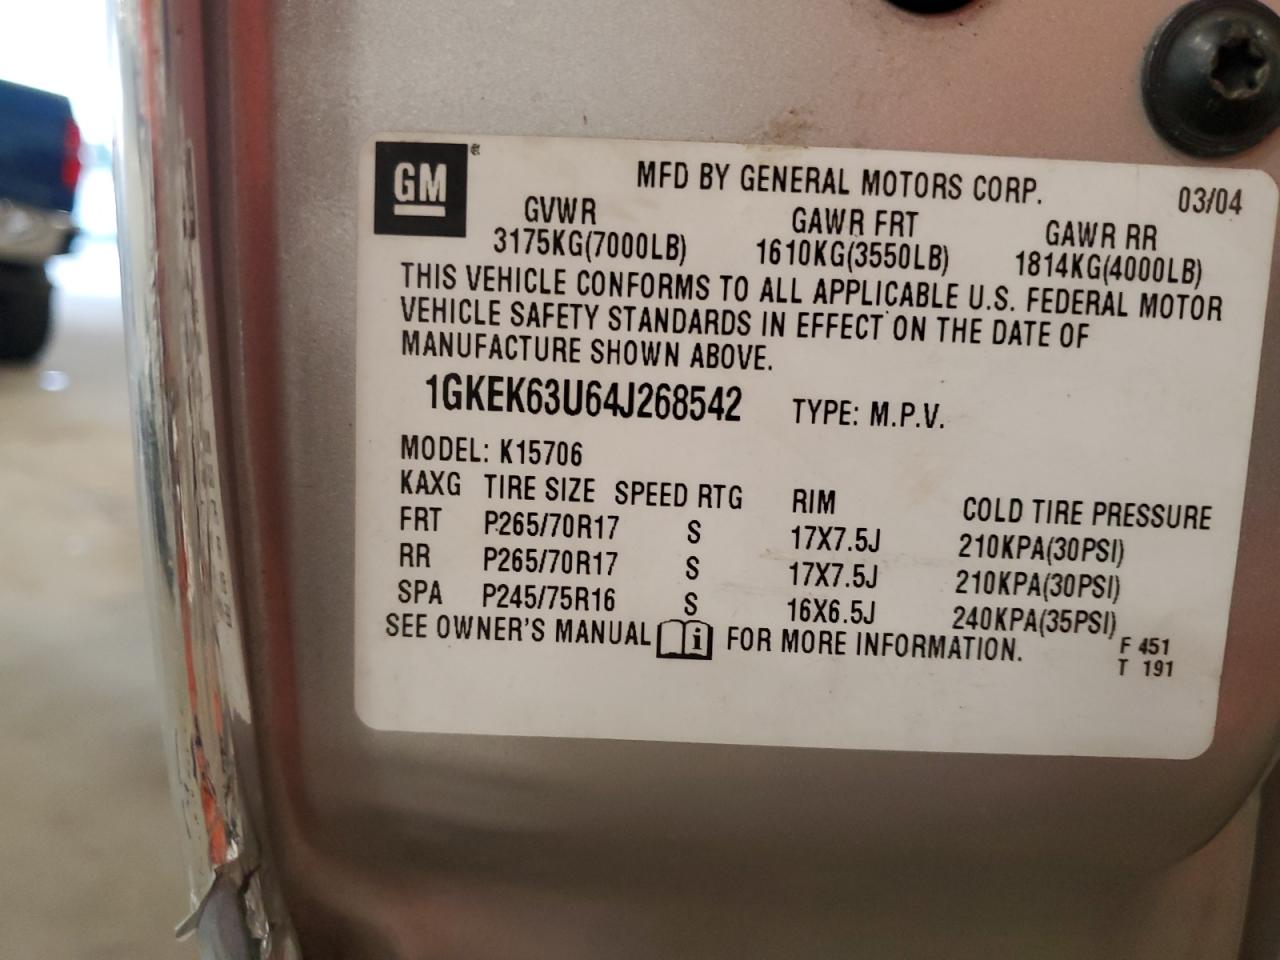 GM®
MFD BY GENERAL MOTORS CORP. 03/04
GVWR GAWR FRT GAWR RR
3175KG(7000LB) 1610KG(3550LB) 1814KG(4000LB)
THIS VEHICLE CONFORMS TO ALL APPLICABLE U.S. FEDERAL MOTOR
VEHICLE SAFETY STANDARDS IN EFFECT ON THE DATE OF
MANUFACTURE SHOWN ABOVE.
1GKEK63U64J268542 TYPE: M.P.V.
MODEL: K15706
KAXG TIRE SIZE SPEED RTG RIM COLD TIRE PRESSURE
FRT P265/70R17 S 17X7.5J 210KPA(30PSI)
RR P265/70R17 S 17X7.5J 210KPA(30PSI)
SPA P245/75R16 S 16X6.5J 240KPA(35PSI)
SEE OWNER'S MANUAL i FOR MORE INFORMATION.
F 451
T 191